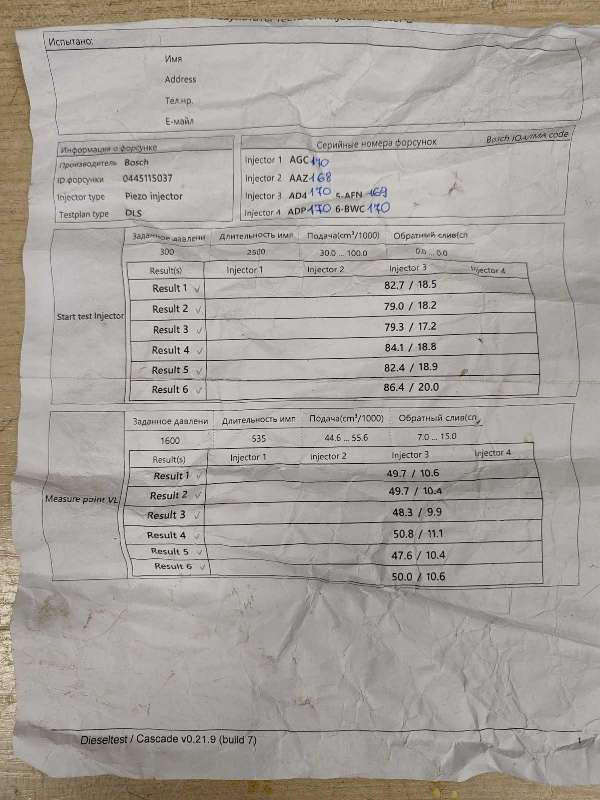 Испытано:
Имя
Address
Тел.нр.
Е-майл
Информация о форсунке
Производитель Bosch
ID форсунки 0445115037
Injector type Piezo injector
Testplan type DLS
Серийные номера форсунок Bosch IQA/IMA code
Injector 1 AGC 170
Injector 2 AAZ 168
Injector 3 AD4 170 5-AFN 169
Injector 4 ADP 170 6-BWC 170
Start test Injector
Заданное давлени Длительность имп Подача(cm³/1000) Обратный слив(сп
300 2500 30.0 ... 100.0 0.0 ... 0.0
Result(s) Injector 1 Injector 2 Injector 3 Injector 4
Result 1 ✓ 82.7 / 18.5
Result 2 ✓ 79.0 / 18.2
Result 3 ✓ 79.3 / 17.2
Result 4 ✓ 84.1 / 18.8
Result 5 ✓ 82.4 / 18.9
Result 6 ✓ 86.4 / 20.0
Measure point VL
Заданное давлени Длительность имп Подача(cm³/1000) Обратный слив(сп
1600 535 44.6 ... 55.6 7.0 ... 15.0
Result(s) Injector 1 Injector 2 Injector 3 Injector 4
Result 1 ✓ 49.7 / 10.6
Result 2 ✓ 49.7 / 10.4
Result 3 ✓ 48.3 / 9.9
Result 4 ✓ 50.8 / 11.1
Result 5 ✓ 47.6 / 10.4
Result 6 ✓ 50.0 / 10.6
Dieseltest / Cascade v0.21.9 (build 7)
1